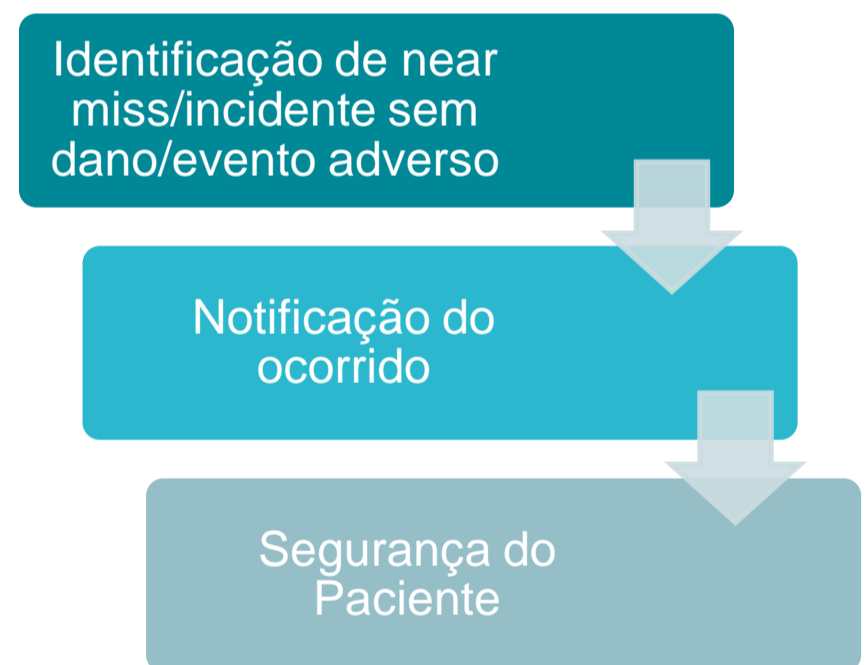 Identificação de near
miss/incidente sem
dano/evento adverso
Notificação do
ocorrido
Segurança do
Paciente